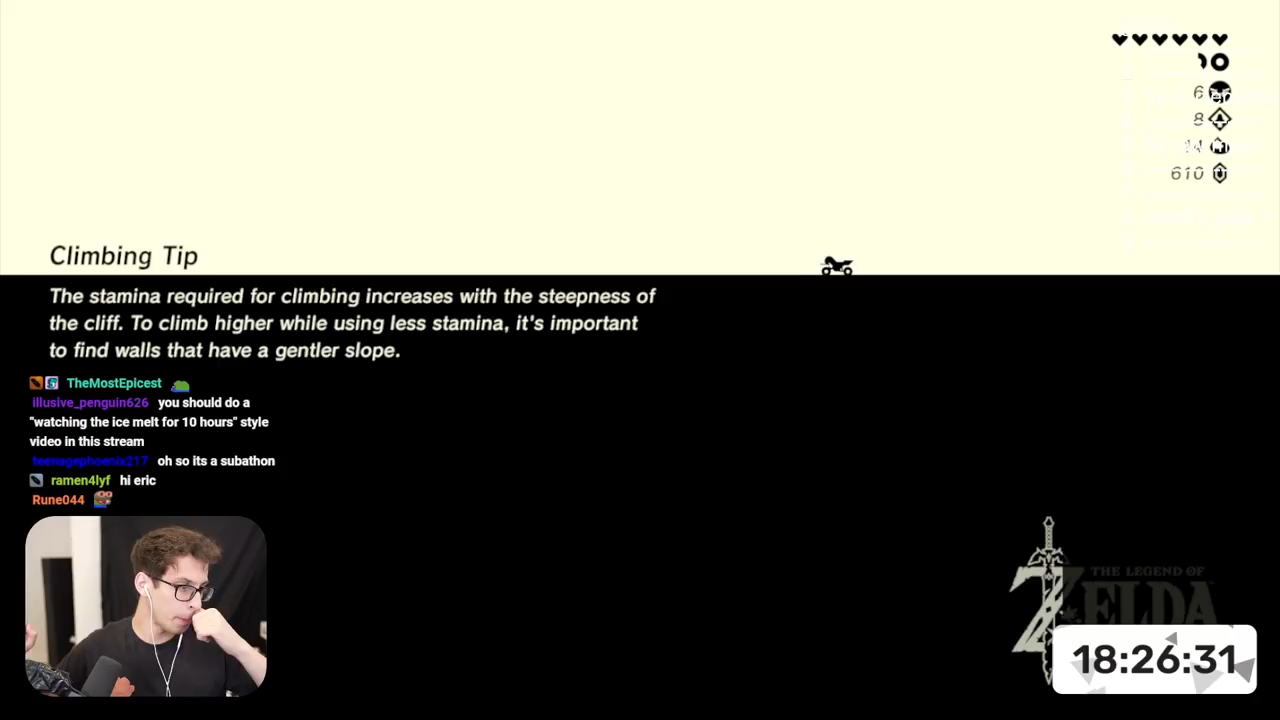 6
8
610
Climbing Tip
The stamina required for climbing increases with the steepness of
the cliff. To climb higher while using less stamina, it's important
to find walls that have a gentler slope.
TheMostEpicest
illusive_penguin626 you should do a
"watching the ice melt for 10 hours" style
video in this stream
teenagephoenix217 oh so its a subathon
ramen4lyf hi eric
Rune044
THE LEGEND OF
ZELDA
18:26:31